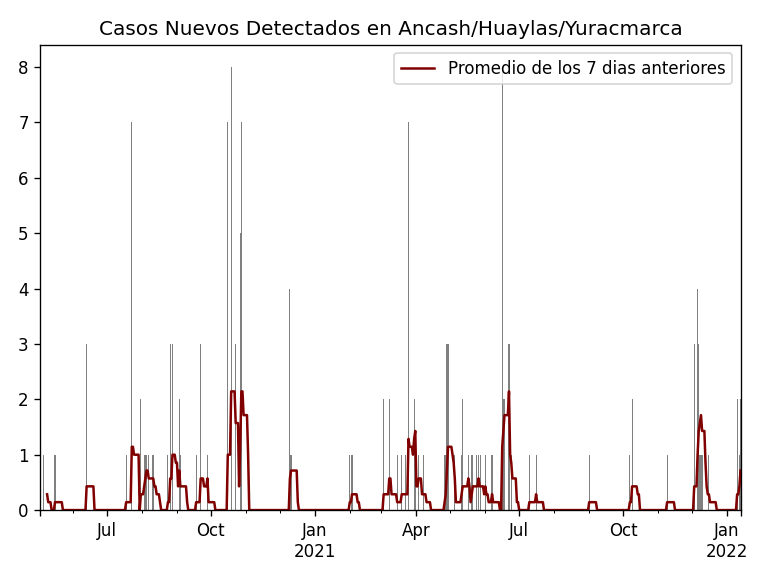 Casos Nuevos Detectados en Ancash/Huaylas/Yuracmarca
Promedio de los 7 dias anteriores
8
7
6
5
4
3
2
1
0
Jul
Oct
Jan
2021
Apr
Jul
Oct
Jan
2022